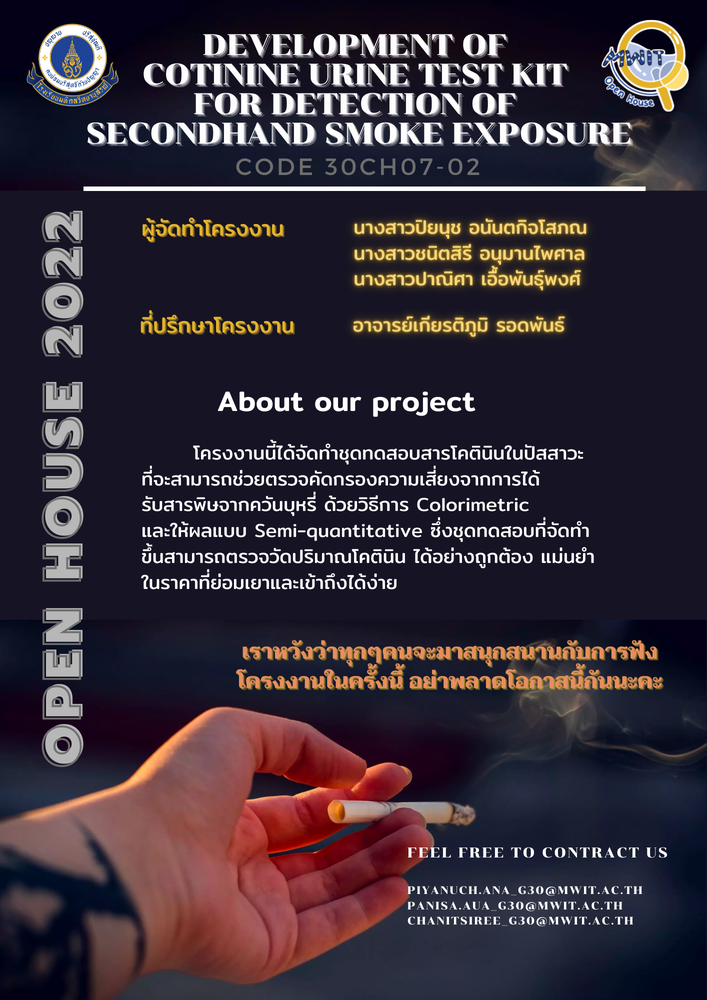 DEVELOPMENT OF
COTININE URINE TEST KIT
FOR DETECTION OF
SECONDHAND SMOKE EXPOSURE
CODE 30CH07-02
MWIT
Open House
OPEN HOUSE 2022
ผู้จัดทำโครงงาน
นางสาวปิยนุช อนันตกิจโสภณ
นางสาวชนิตสิรี อนุมานไพศาล
นางสาวปาณิศา เอื้อพันธุ์พงศ์
ที่ปรึกษาโครงงาน
อาจารย์เกียรติภูมิ รอดพันธ์
About our project
โครงงานนี้ได้จัดทำชุดทดสอบสารโคตินินในปัสสาวะ
ที่จะสามารถช่วยตรวจคัดกรองความเสี่ยงจากการได้
รับสารพิษจากควันบุหรี่ ด้วยวิธีการ Colorimetric
และให้ผลแบบ Semi-quantitative ซึ่งชุดทดสอบที่จัดทำ
ขึ้นสามารถตรวจวัดปริมาณโคตินิน ได้อย่างถูกต้อง แม่นยำ
ในราคาที่ย่อมเยาและเข้าถึงได้ง่าย
เราหวังว่าทุกๆคนจะมาสนุกสนานกับการฟัง
โครงงานในครั้งนี้ อย่าพลาดโอกาสนี้กันนะคะ
FEEL FREE TO CONTRACT US
PIYANUCH.ANA_G30@MWIT.AC.TH
PANISA.AUA_G30@MWIT.AC.TH
CHANITSIREE_G30@MWIT.AC.TH